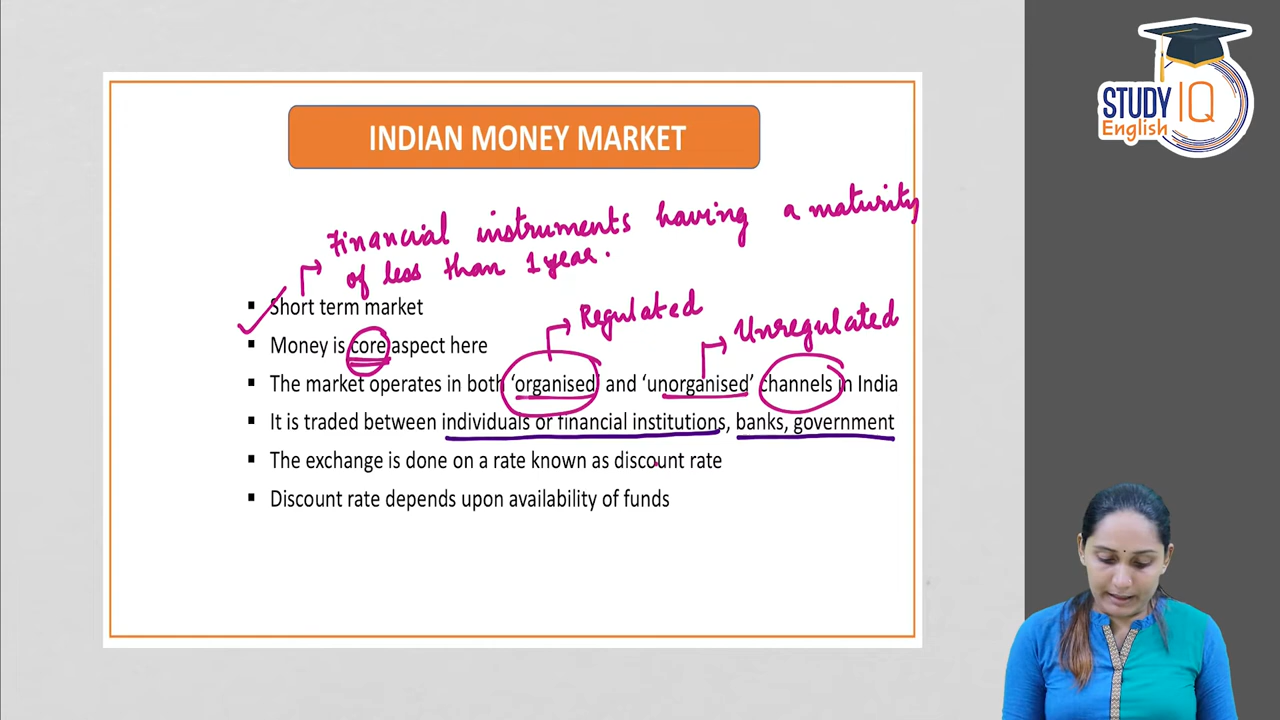 STUDY IQ
English
INDIAN MONEY MARKET
Financial instruments having a maturity
of less than 1 year.
▪ Short term market
Regulated
Unregulated
▪ Money is core aspect here
▪ The market operates in both ‘organised’ and ‘unorganised’ channels in India
▪ It is traded between individuals or financial institutions, banks, government
▪ The exchange is done on a rate known as discount rate
▪ Discount rate depends upon availability of funds